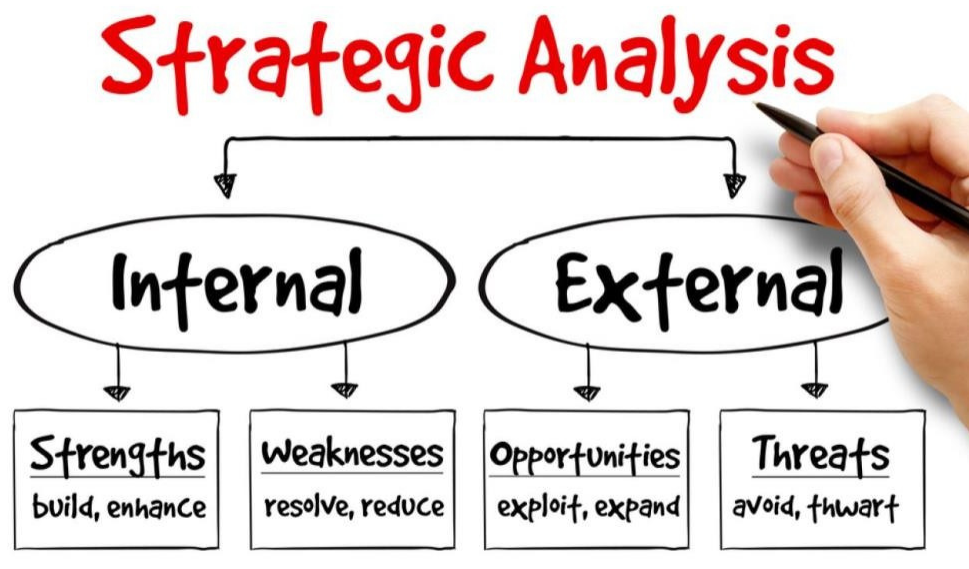 Strategic Analysis
Internal
External
Strengths
build, enhance
Weaknesses
resolve, reduce
Opportunities
exploit, expand
Threats
avoid, thwart